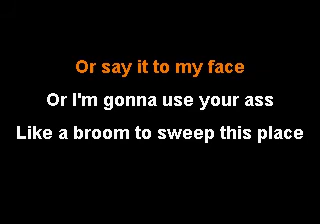 Or say it to my face
Or I'm gonna use your ass
Like a broom to sweep this place